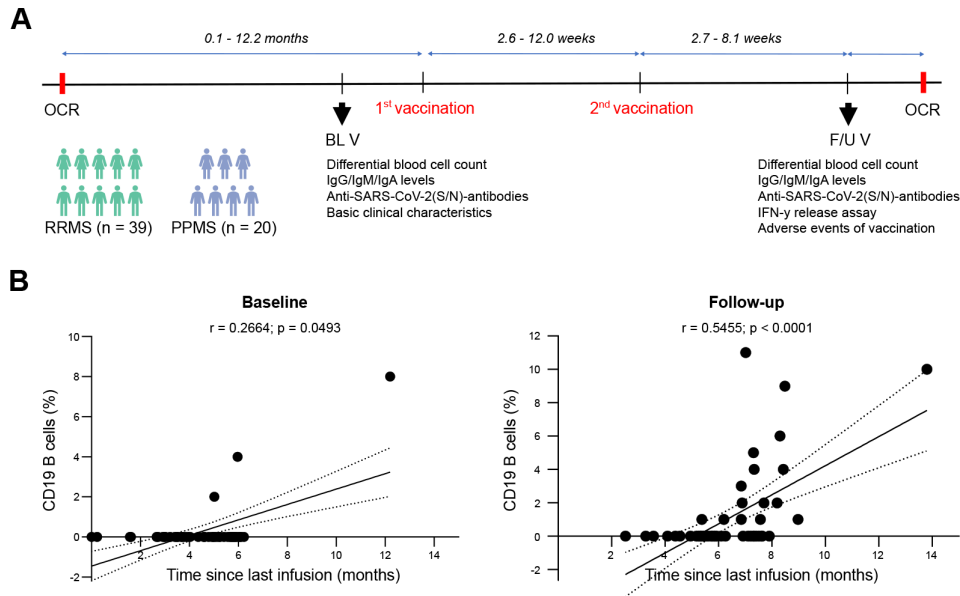 A
0.1 - 12.2 months
2.6 - 12.0 weeks
2.7 - 8.1 weeks
OCR
1st vaccination
2nd vaccination
OCR
BL V
F/U V
Differential blood cell count
IgG/IgM/IgA levels
Anti-SARS-CoV-2(S/N)-antibodies
Basic clinical characteristics
Differential blood cell count
IgG/IgM/IgA levels
Anti-SARS-CoV-2(S/N)-antibodies
IFN-y release assay
Adverse events of vaccination
RRMS (n = 39)
PPMS (n = 20)
B
Baseline
r = 0.2664; p = 0.0493
CD19 B cells (%)
10
8
6
4
2
0
-2
2
4
6
8
10
12
14
Time since last infusion (months)
Follow-up
r = 0.5455; p < 0.0001
CD19 B cells (%)
12
10
8
6
4
2
0
-2
2
4
6
8
10
12
14
Time since last infusion (months)